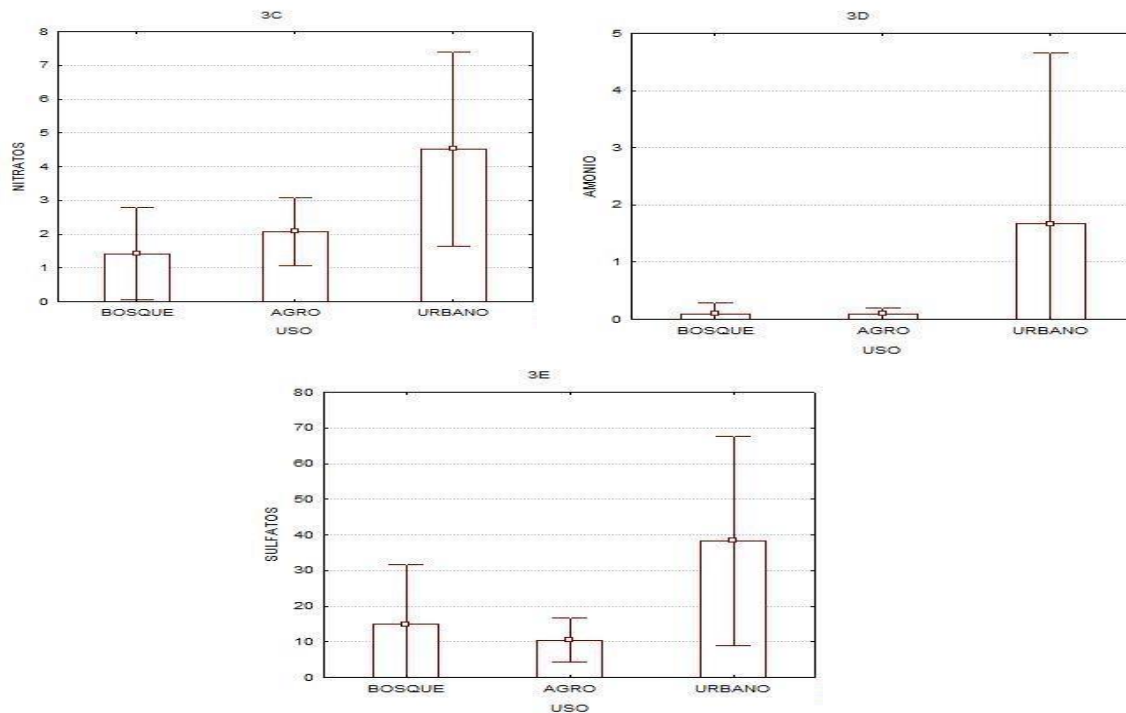 3C
8
7
6
5
4
3
2
1
0
NITRATOS
BOSQUE AGRO URBANO
USO
3D
5
4
3
2
1
0
AMONIO
BOSQUE AGRO URBANO
USO
3E
80
70
60
50
40
30
20
10
0
SULFATOS
BOSQUE AGRO URBANO
USO